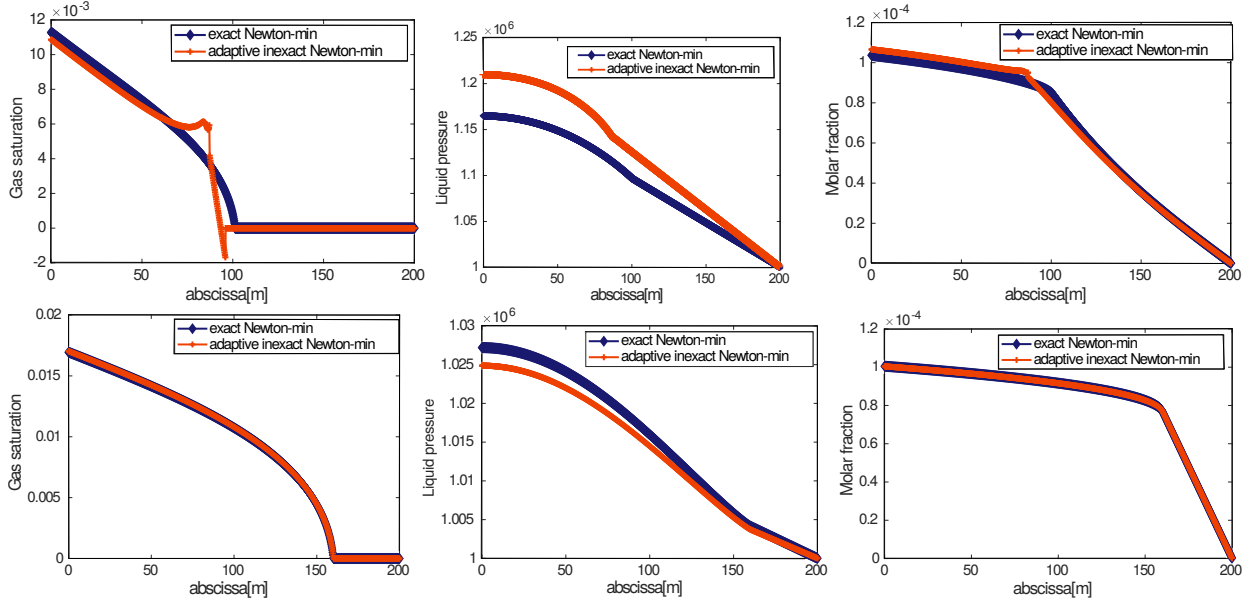 ×10⁻³
12
10
8
6
4
2
0
-2
Gas saturation
exact Newton-min
adaptive inexact Newton-min
0 50 100 150 200
abscissa[m]
×10⁶
1.25
1.2
1.15
1.1
1.05
1
Liquid pressure
exact Newton-min
adaptive inexact Newton-min
0 50 100 150 200
abscissa[m]
×10⁻⁴
1.2
1
0.8
0.6
0.4
0.2
0
Molar fraction
exact Newton-min
adaptive inexact Newton-min
0 50 100 150 200
abscissa[m]
0.02
0.015
0.01
0.005
0
Gas saturation
exact Newton-min
adaptive inexact Newton-min
0 50 100 150 200
abscissa[m]
×10⁶
1.03
1.025
1.02
1.015
1.01
1.005
1
Liquid pressure
exact Newton-min
adaptive inexact Newton-min
0 50 100 150 200
abscissa[m]
×10⁻⁴
1.2
1
0.8
0.6
0.4
0.2
0
Molar fraction
exact Newton-min
adaptive inexact Newton-min
0 50 100 150 200
abscissa[m]